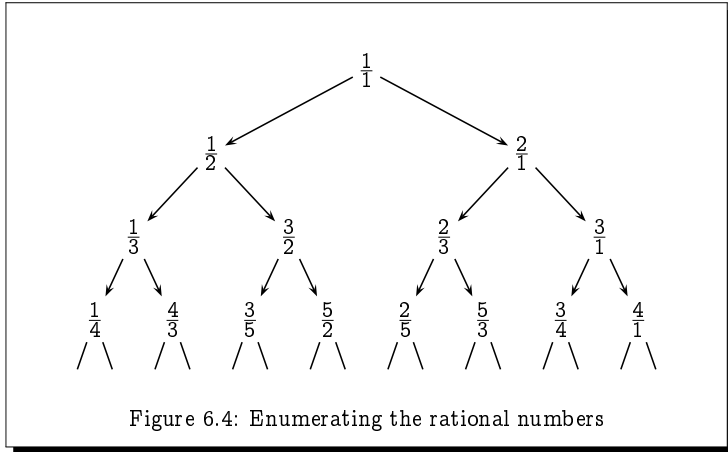 1/1
1/2 2/1
1/3 3/2 2/3 3/1
1/4 4/3 3/5 5/2 2/5 5/3 3/4 4/1
Figure 6.4: Enumerating the rational numbers